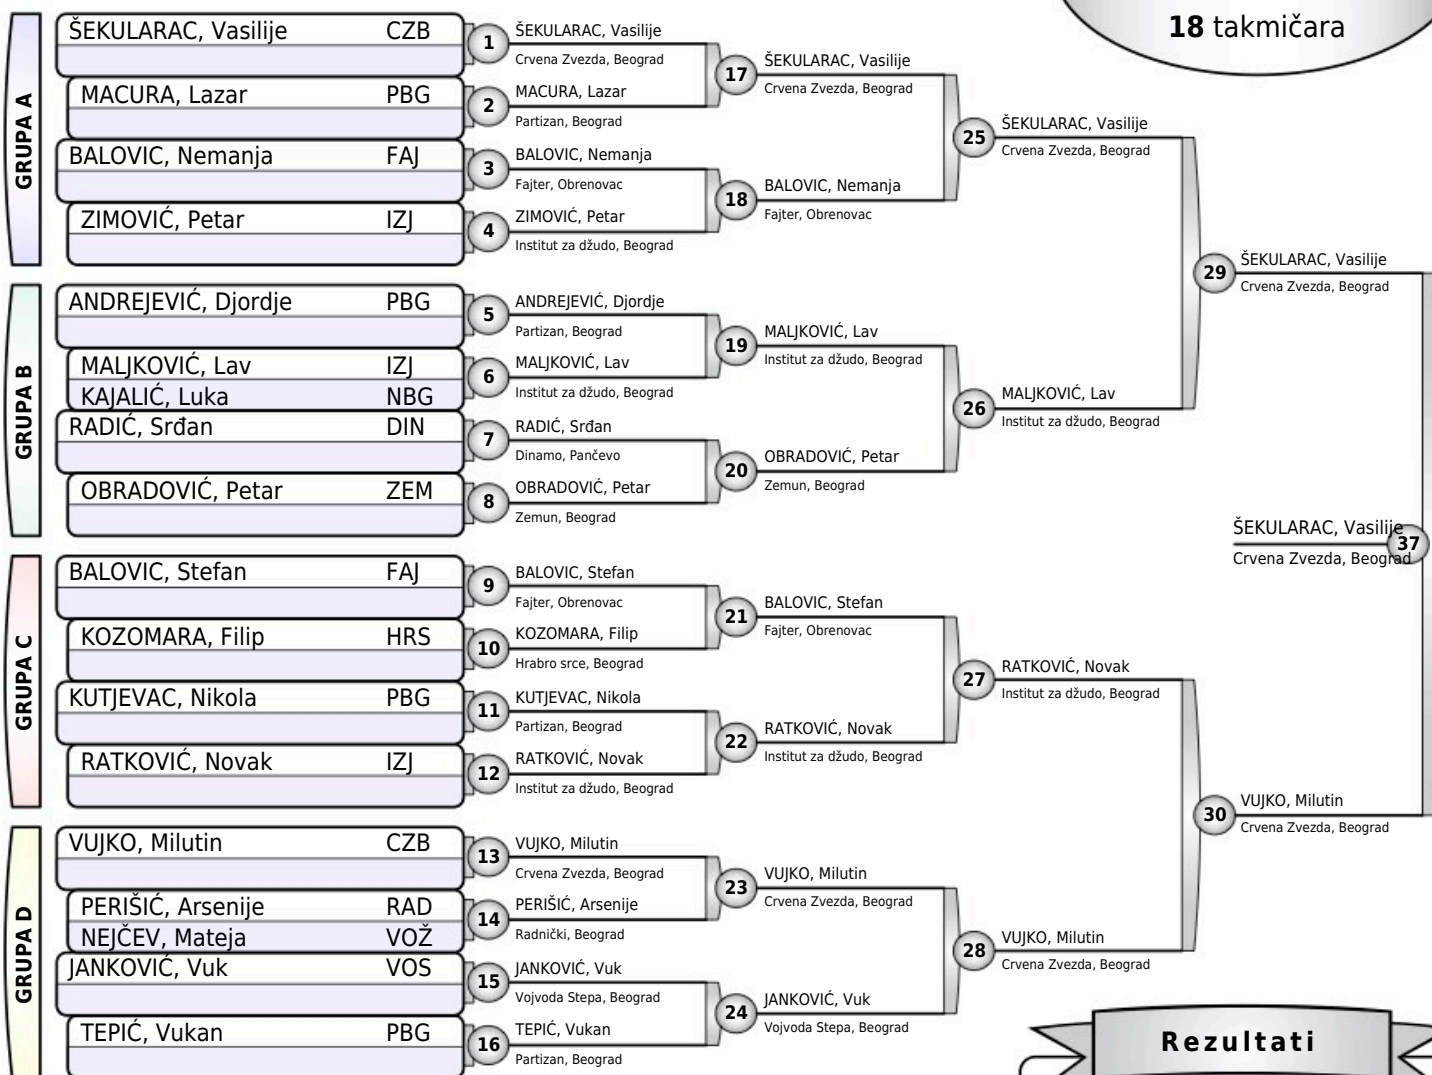 18 takmičara
GRUPA A
ŠEKULARAC, Vasilije CZB
MACURA, Lazar PBG
BALOVIC, Nemanja FAJ
ZIMOVIĆ, Petar IZJ
GRUPA B
ANDREJEVIĆ, Djordje PBG
MALJKOVIĆ, Lav IZJ
KAJALIĆ, Luka NBG
RADIĆ, Srđan DIN
OBRADOVIĆ, Petar ZEM
GRUPA C
BALOVIC, Stefan FAJ
KOZOMARA, Filip HRS
KUTJEVAC, Nikola PBG
RATKOVIĆ, Novak IZJ
GRUPA D
VUJKO, Milutin CZB
PERIŠIĆ, Arsenije RAD
NEJČEV, Mateja VOŽ
JANKOVIĆ, Vuk VOS
TEPIĆ, Vukan PBG
1 ŠEKULARAC, Vasilije
Crvena Zvezda, Beograd
2 MACURA, Lazar
Partizan, Beograd
3 BALOVIC, Nemanja
Fajter, Obrenovac
4 ZIMOVIĆ, Petar
Institut za džudo, Beograd
5 ANDREJEVIĆ, Djordje
Partizan, Beograd
6 MALJKOVIĆ, Lav
Institut za džudo, Beograd
7 RADIĆ, Srđan
Dinamo, Pančevo
8 OBRADOVIĆ, Petar
Zemun, Beograd
9 BALOVIC, Stefan
Fajter, Obrenovac
10 KOZOMARA, Filip
Hrabro srce, Beograd
11 KUTJEVAC, Nikola
Partizan, Beograd
12 RATKOVIĆ, Novak
Institut za džudo, Beograd
13 VUJKO, Milutin
Crvena Zvezda, Beograd
14 PERIŠIĆ, Arsenije
Radnički, Beograd
15 JANKOVIĆ, Vuk
Vojvoda Stepa, Beograd
16 TEPIĆ, Vukan
Partizan, Beograd
17 ŠEKULARAC, Vasilije
Crvena Zvezda, Beograd
18 BALOVIC, Nemanja
Fajter, Obrenovac
19 MALJKOVIĆ, Lav
Institut za džudo, Beograd
20 OBRADOVIĆ, Petar
Zemun, Beograd
21 BALOVIC, Stefan
Fajter, Obrenovac
22 RATKOVIĆ, Novak
Institut za džudo, Beograd
23 VUJKO, Milutin
Crvena Zvezda, Beograd
24 JANKOVIĆ, Vuk
Vojvoda Stepa, Beograd
25 ŠEKULARAC, Vasilije
Crvena Zvezda, Beograd
26 MALJKOVIĆ, Lav
Institut za džudo, Beograd
27 RATKOVIĆ, Novak
Institut za džudo, Beograd
28 VUJKO, Milutin
Crvena Zvezda, Beograd
29 ŠEKULARAC, Vasilije
Crvena Zvezda, Beograd
30 VUJKO, Milutin
Crvena Zvezda, Beograd
ŠEKULARAC, Vasilije 37
Crvena Zvezda, Beograd
Rezultati